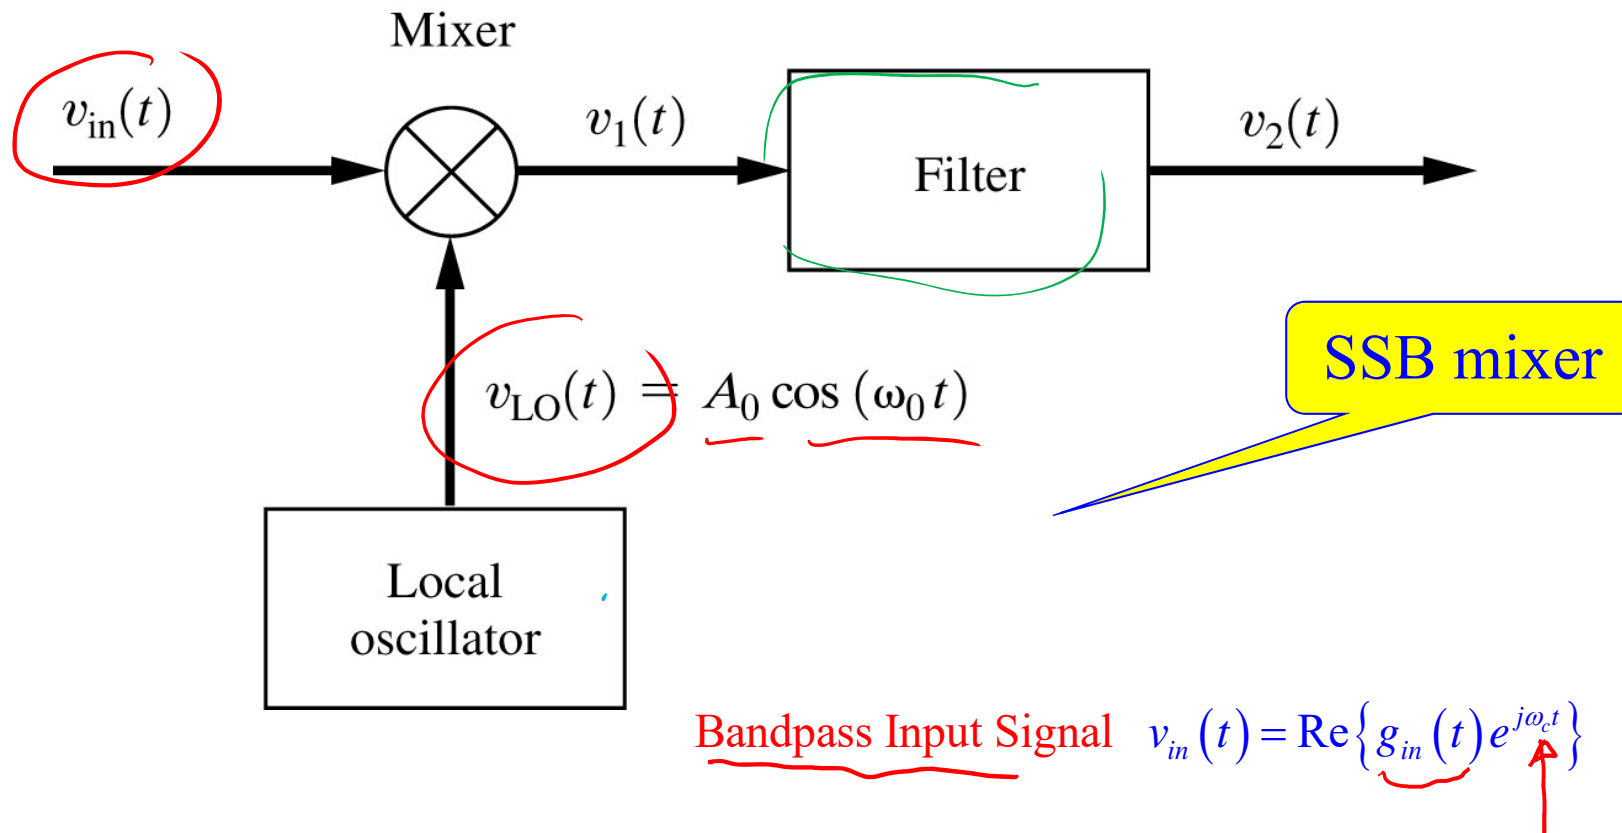 Mixer
v_in(t)
v_1(t)
Filter
v_2(t)
v_LO(t) = A_0 cos (ω_0 t)
SSB mixer
Local
oscillator
Bandpass Input Signal v_in(t) = Re{g_in(t)e^{jω_c t}}